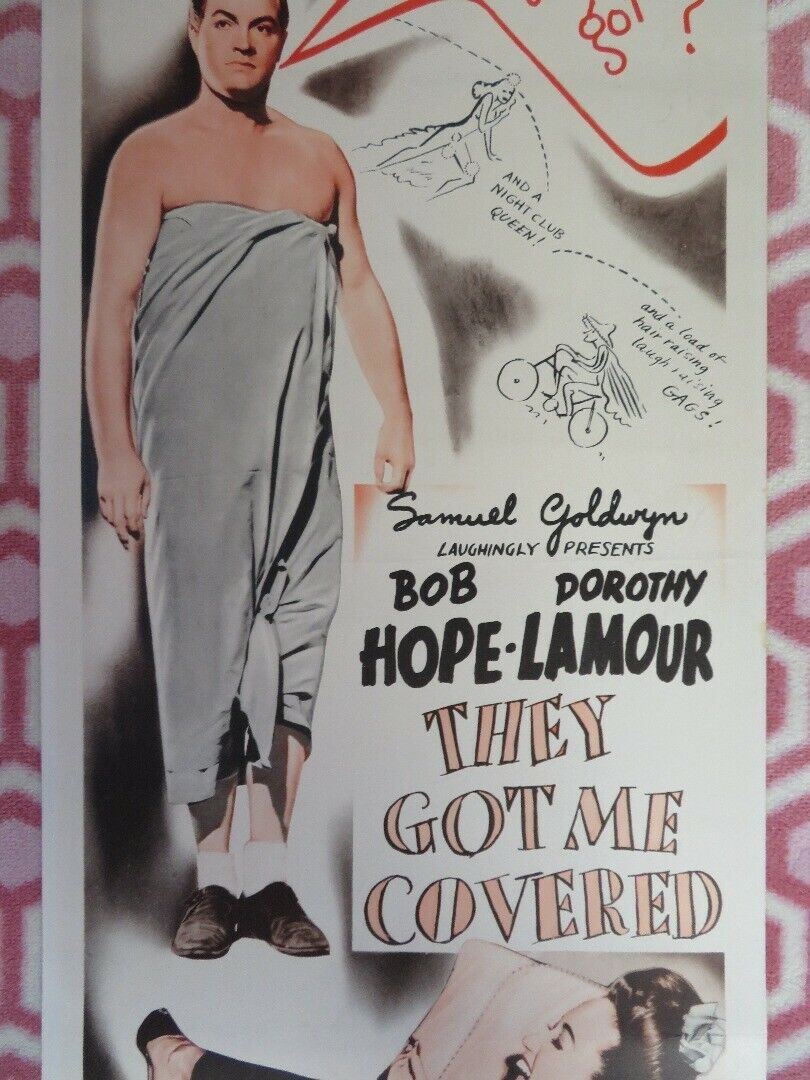 got
?
AND A
NIGHT CLUB
QUEEN!
and a load of
hair raising
laugh raising
GAGS!
Samuel Goldwyn
LAUGHINGLY PRESENTS
BOB DOROTHY
HOPE·LAMOUR
THEY
GOT ME
COVERED